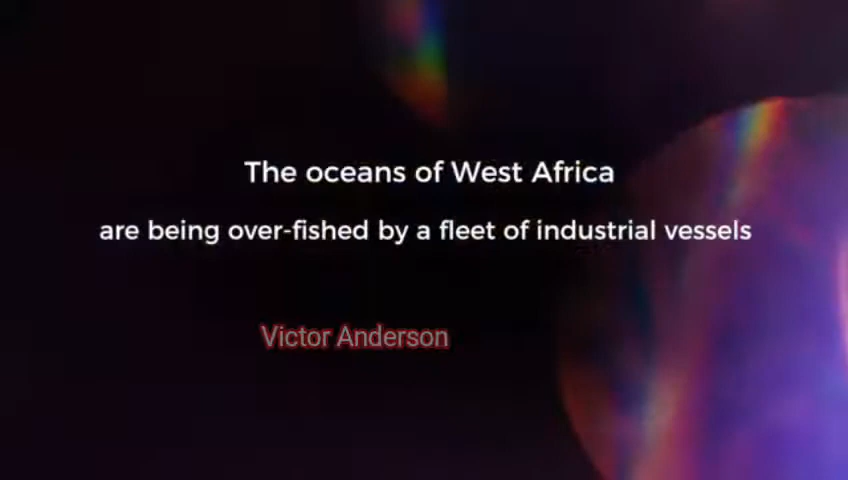 The oceans of West Africa
are being over-fished by a fleet of industrial vessels
Victor Anderson